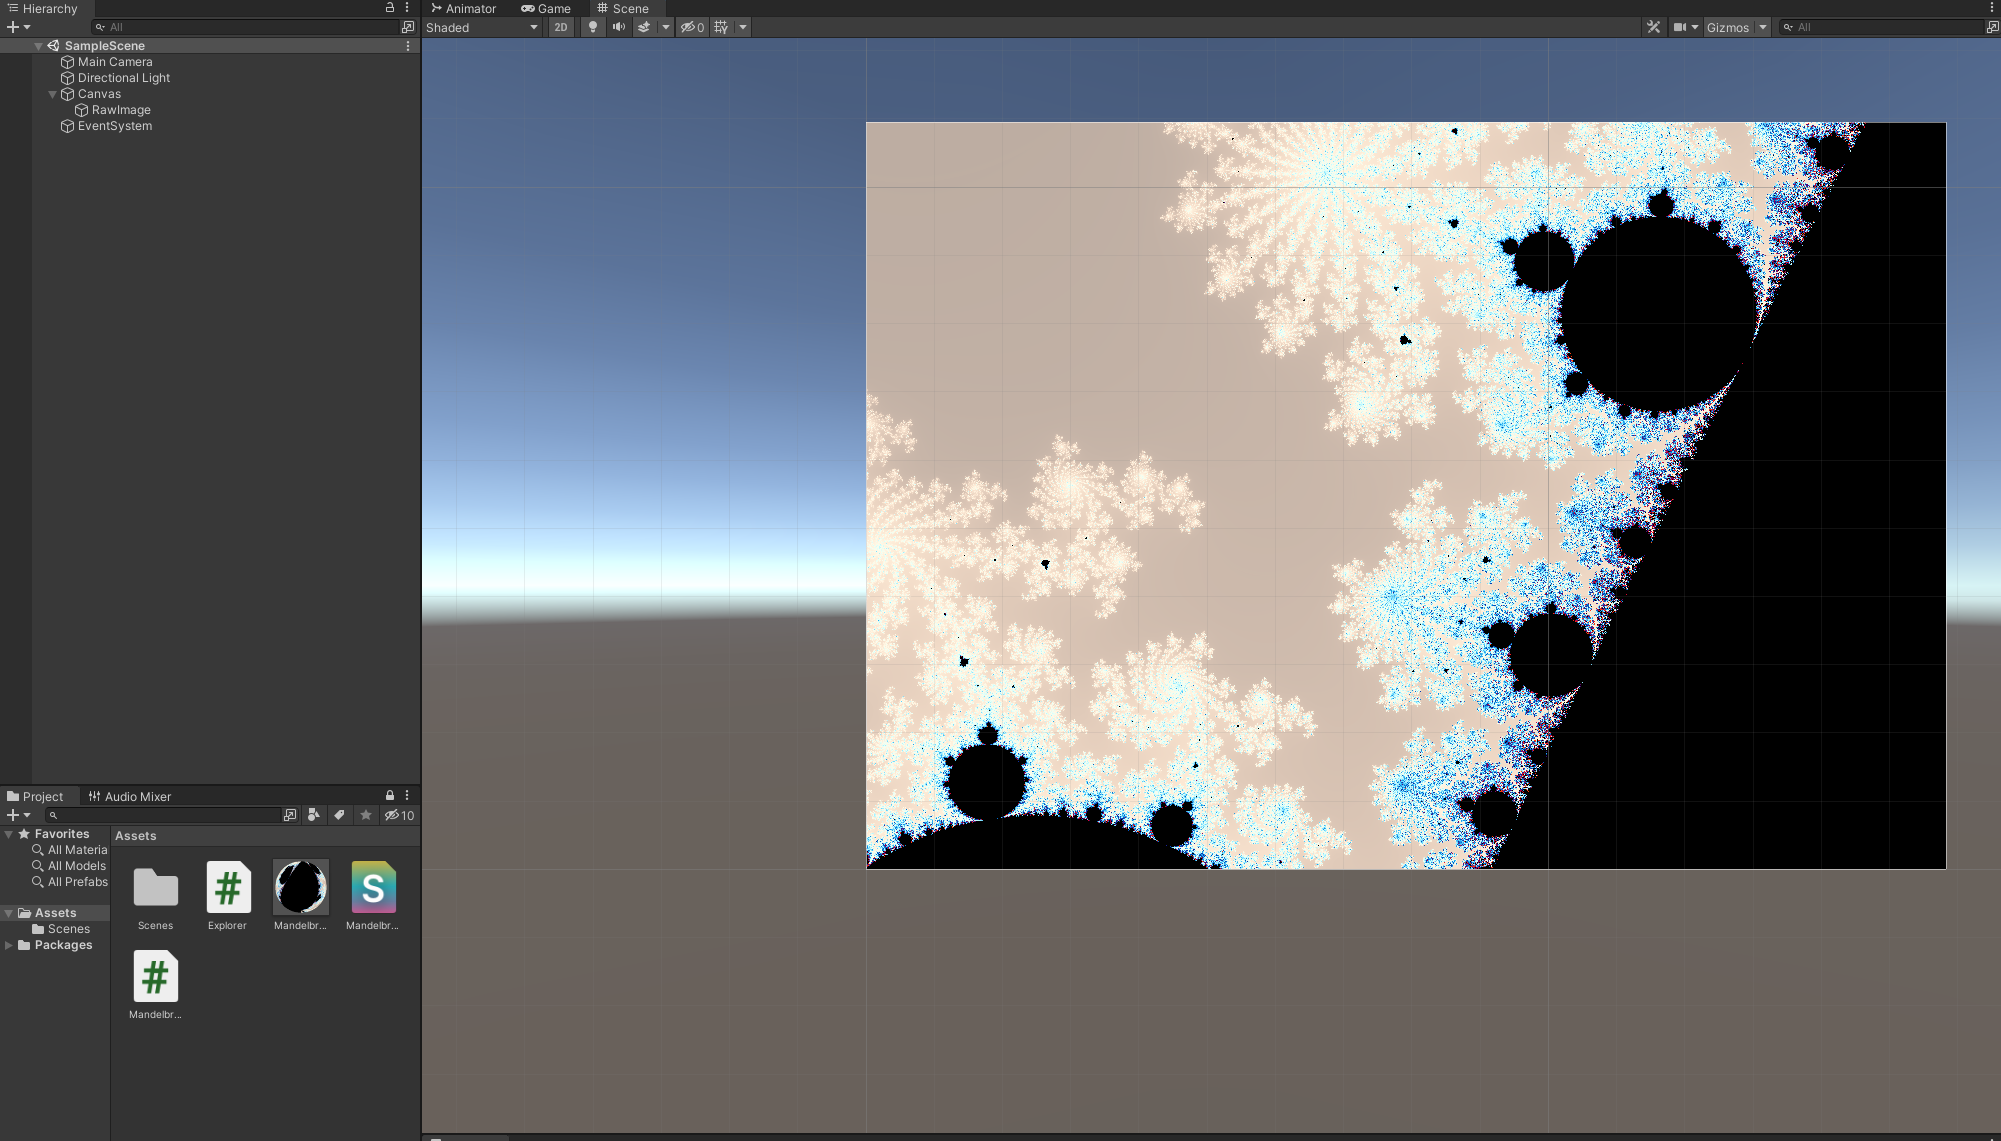 Hierarchy
All
SampleScene
Main Camera
Directional Light
Canvas
RawImage
EventSystem
Animator
Game
Scene
Shaded
2D
0
Gizmos
All
Project
Audio Mixer
10
Favorites
All Materia
All Models
All Prefabs
Assets
Scenes
Packages
Assets
Scenes
Explorer
Mandelbr...
S
Mandelbr...
#
#
Mandelbr...